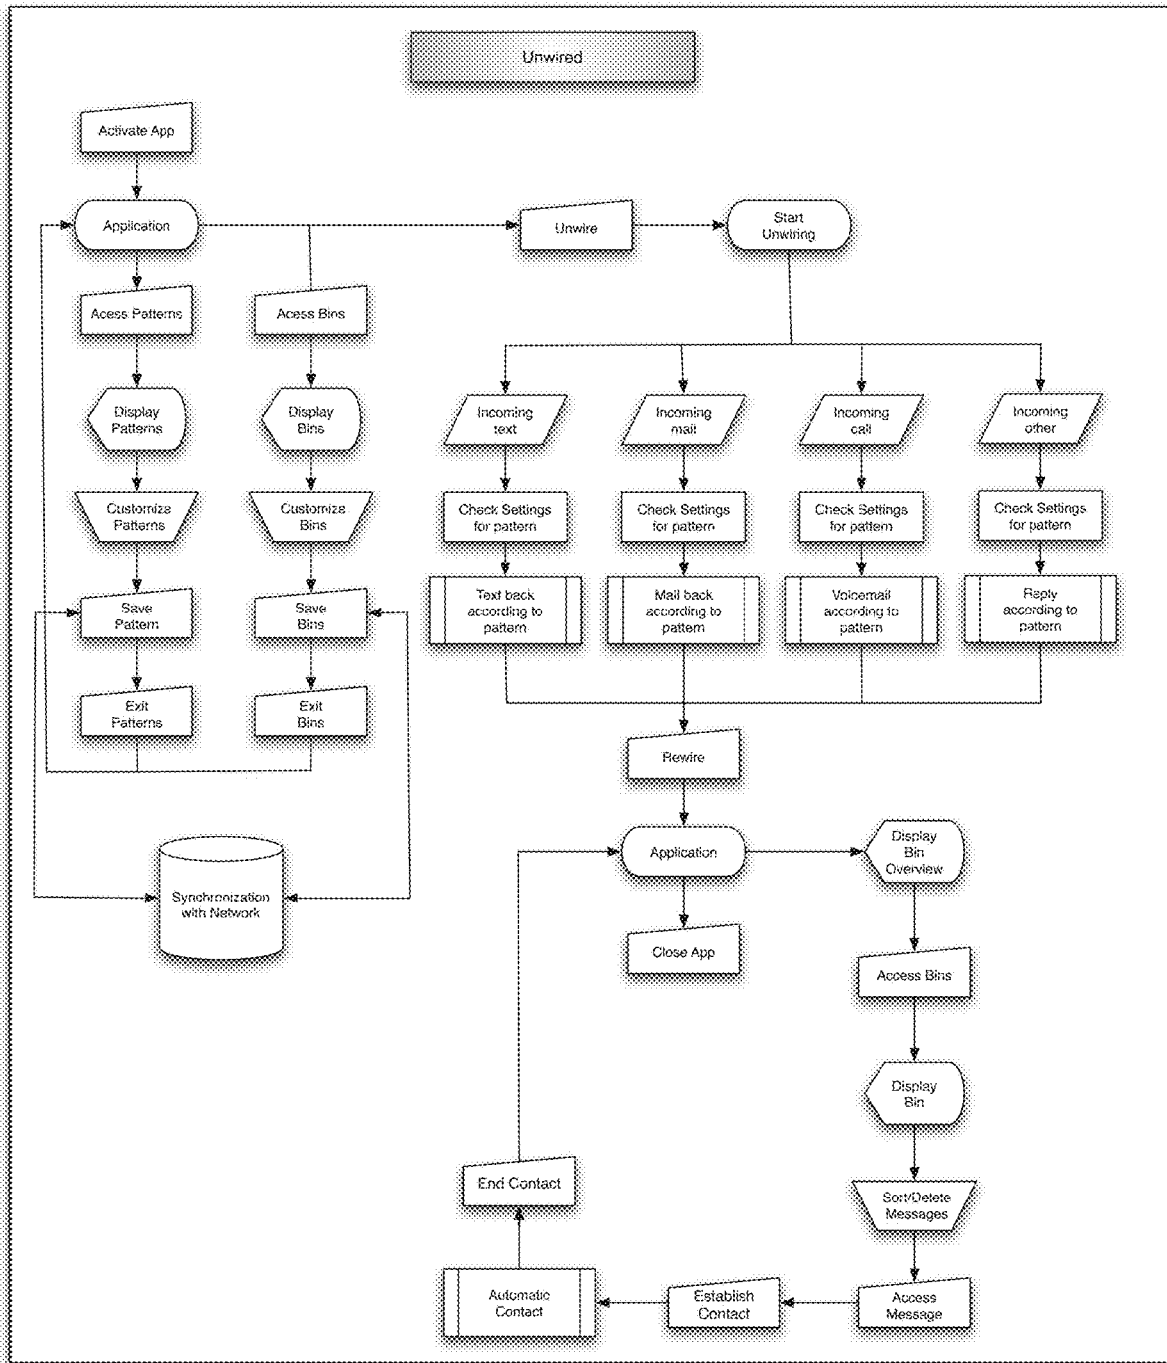 Unwired
Activate App
Application
Unwire
Start
Unwiring
Acess Patterns
Acess Bins
Display
Patterns
Display
Bins
Incoming
text
Incoming
mail
Incoming
call
Incoming
other
Customize
Patterns
Customize
Bins
Check Settings
for pattern
Check Settings
for pattern
Check Settings
for pattern
Check Settings
for pattern
Save
Pattern
Save
Bins
Text back
according to
pattern
Mail back
according to
pattern
Voicemail
according to
pattern
Reply
according to
pattern
Exit
Patterns
Exit
Bins
Rewire
Application
Display
Bin
Overview
Synchronization
with Network
Close App
Access Bins
Display
Bin
End Contact
Sort/Delete
Messages
Automatic
Contact
Establish
Contact
Access
Message